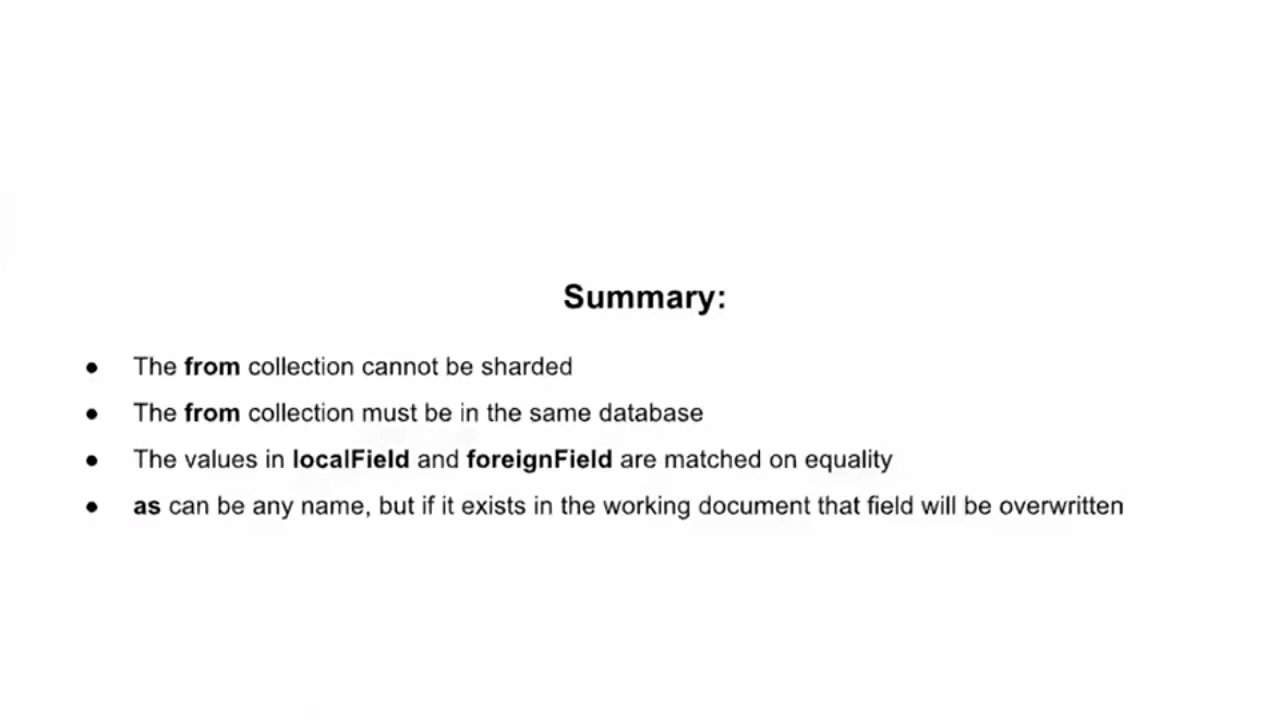 Summary:
● The from collection cannot be sharded
● The from collection must be in the same database
● The values in localField and foreignField are matched on equality
● as can be any name, but if it exists in the working document that field will be overwritten